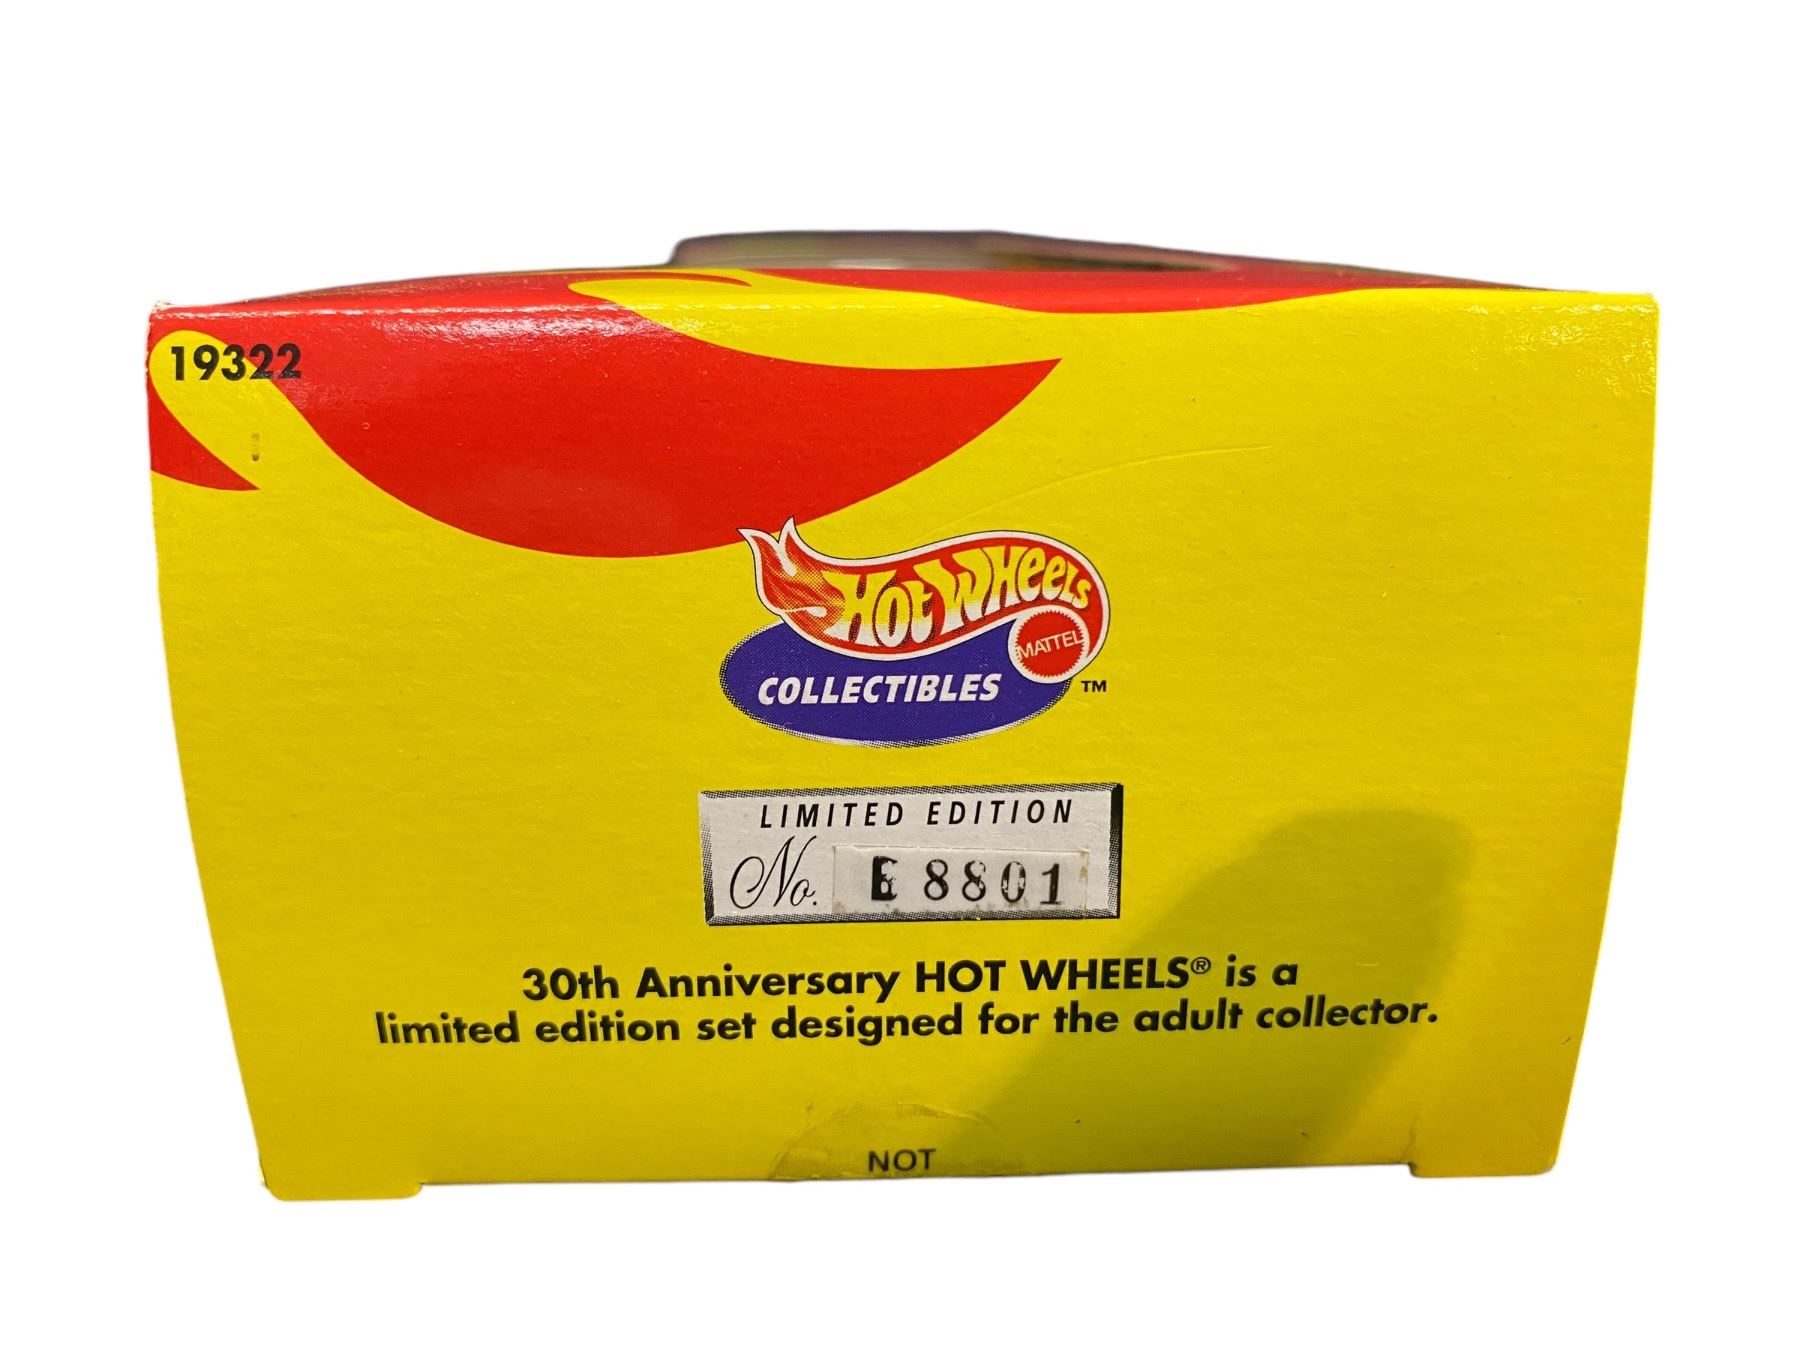 19322
Hot Wheels
MATTEL
COLLECTIBLES ™
LIMITED EDITION
No. E 8801
30th Anniversary HOT WHEELS® is a
limited edition set designed for the adult collector.
NOT